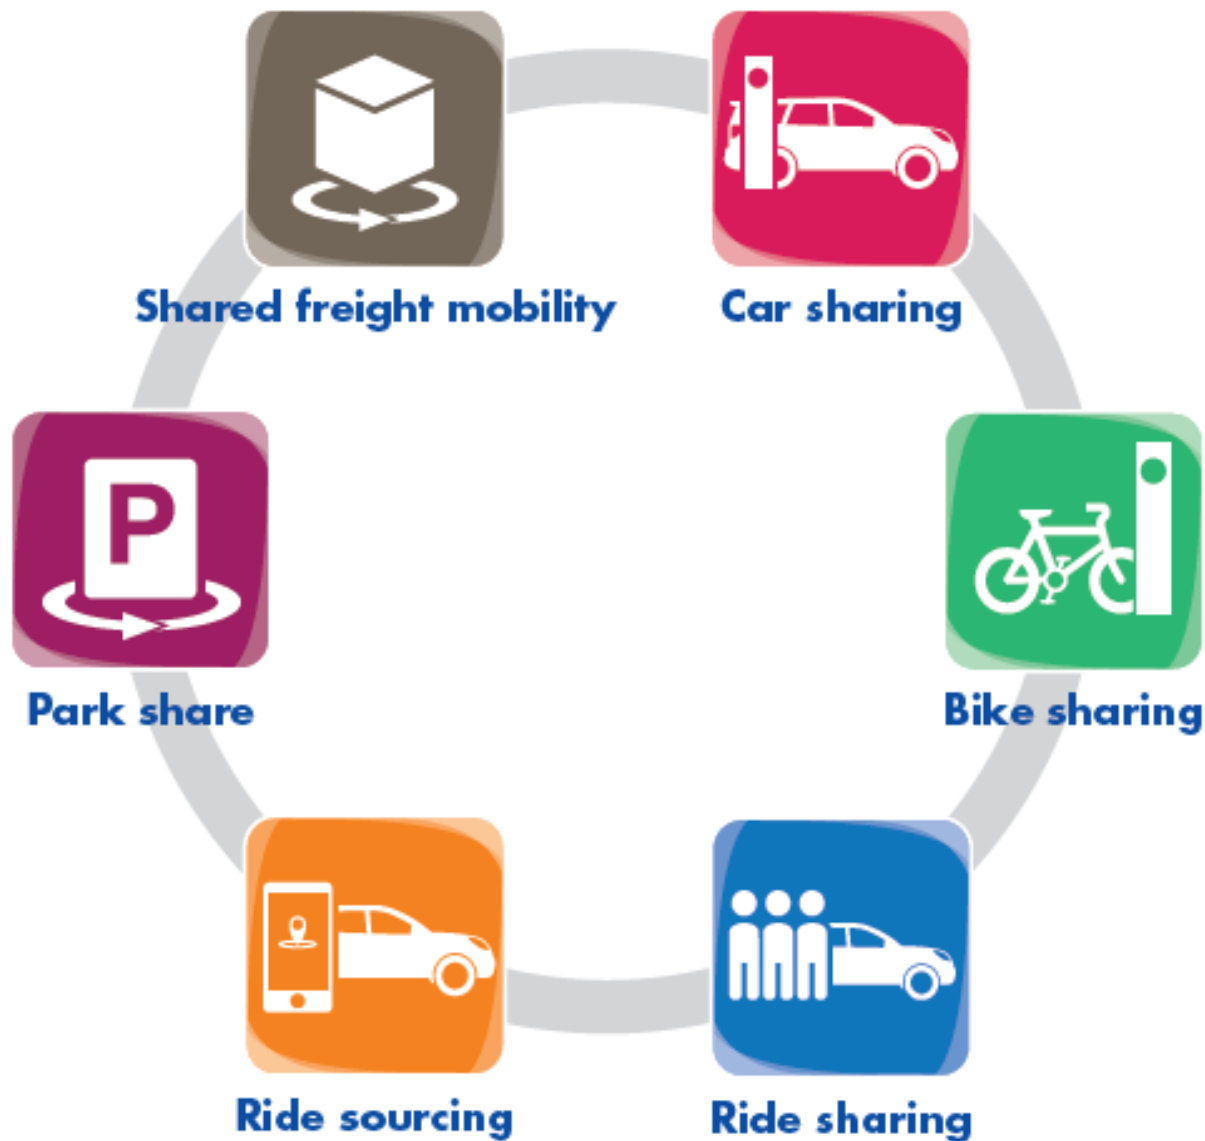 Shared freight mobility
Car sharing
P
Park share
Bike sharing
Ride sourcing
Ride sharing